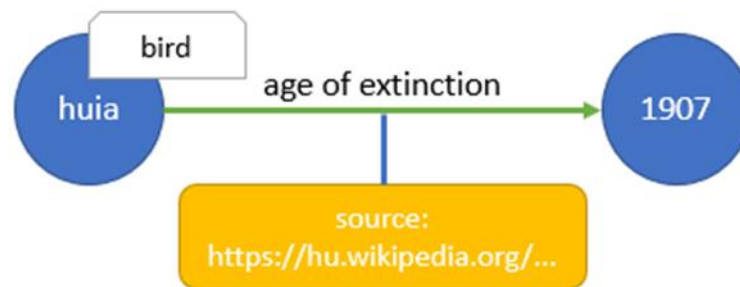 bird
huia
age of extinction
1907
source:
https://hu.wikipedia.org/...